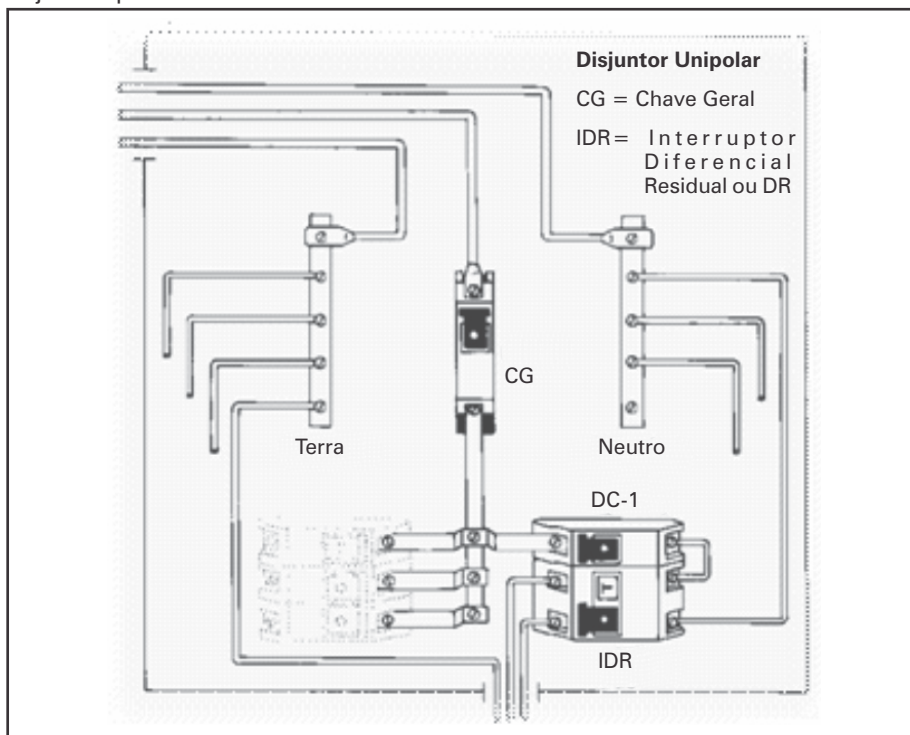 Disjuntor Unipolar
CG = Chave Geral
IDR = Interruptor
Diferencial
Residual ou DR
CG
Terra
Neutro
DC-1
IDR